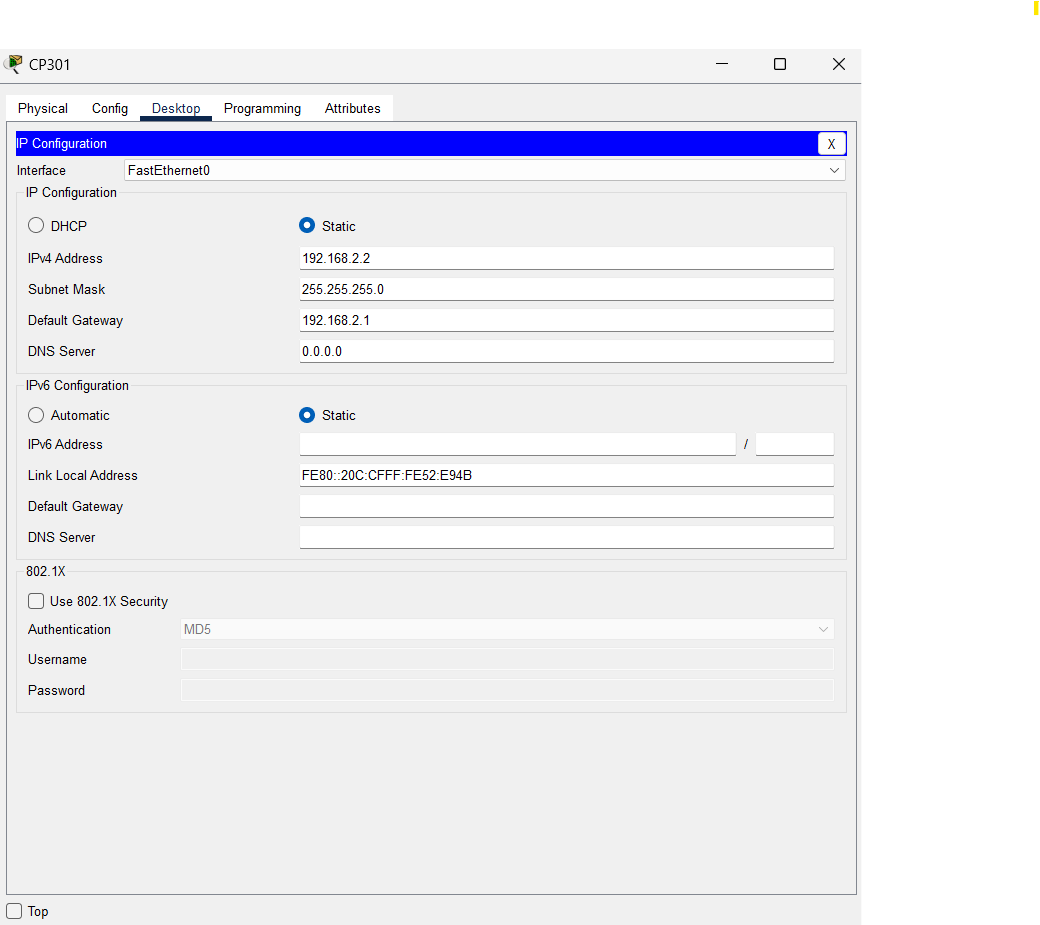 CP301
Physical Config Desktop Programming Attributes
IP Configuration X
Interface FastEthernet0
IP Configuration
DHCP Static
IPv4 Address 192.168.2.2
Subnet Mask 255.255.255.0
Default Gateway 192.168.2.1
DNS Server 0.0.0.0
IPv6 Configuration
Automatic Static
IPv6 Address /
Link Local Address FE80::20C:CFFF:FE52:E94B
Default Gateway
DNS Server
802.1X
Use 802.1X Security
Authentication MD5
Username
Password
Top